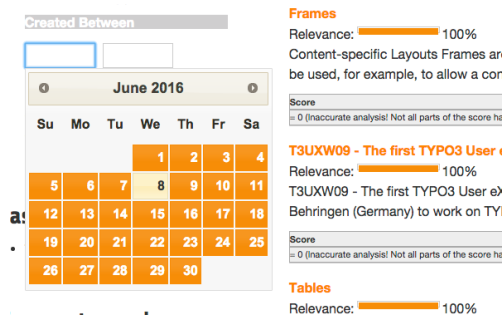 Created Between
June 2016
Su Mo Tu We Th Fr Sa
1 2 3 4
5 6 7 8 9 10 11
12 13 14 15 16 17 18
19 20 21 22 23 24 25
26 27 28 29 30
Frames
Relevance: 100%
Content-specific Layouts Frames are
be used, for example, to allow a con
Score
= 0 (Inaccurate analysis! Not all parts of the score ha
T3UXW09 - The first TYPO3 User e
Relevance: 100%
T3UXW09 - The first TYPO3 User eX
Behringen (Germany) to work on TY
Score
= 0 (Inaccurate analysis! Not all parts of the score ha
Tables
Relevance: 100%